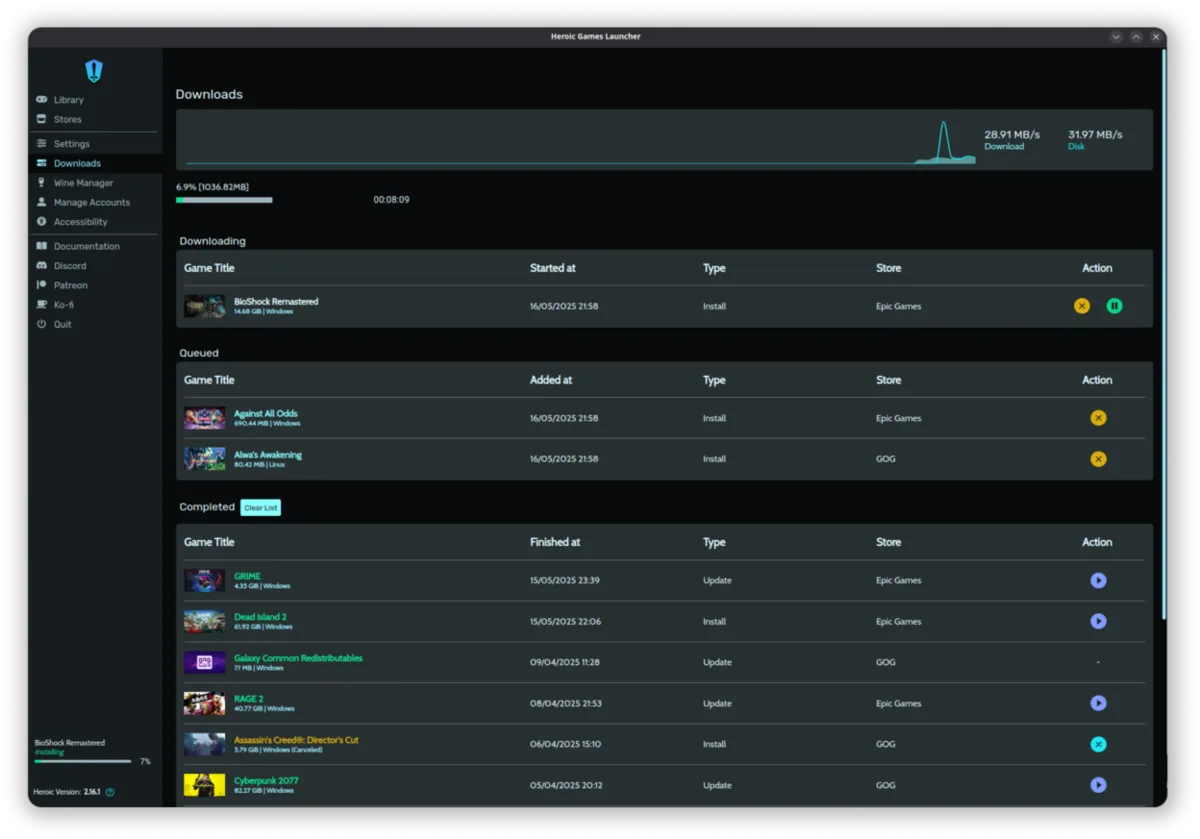 Heroic Games Launcher
Library
Stores
Settings
Downloads
Wine Manager
Manage Accounts
Accessibility
Documentation
Discord
Patreon
Ko-fi
Quit
Downloads
28.91 MB/s 31.97 MB/s
Download Disk
6.9% [1036.82MB]
00:08:09
Downloading
Game Title Started at Type Store Action
BioShock Remastered 16/05/2025 21:58 Install Epic Games
14.68 GiB | Windows
Queued
Game Title Added at Type Store Action
Against All Odds 16/05/2025 21:58 Install Epic Games
690.44 MiB | Windows
Alwa's Awakening 16/05/2025 21:58 Install GOG
80.42 MiB | Linux
Completed Clear List
Game Title Finished at Type Store Action
GRIME 15/05/2025 23:39 Update Epic Games
4.35 GiB | Windows
Dead Island 2 15/05/2025 22:06 Install Epic Games
61.92 GiB | Windows
Galaxy Common Redistributables 09/04/2025 11:28 Update GOG -
77 MB | Windows
RAGE 2 08/04/2025 21:53 Update Epic Games
40.77 GiB | Windows
Assassin's Creed®: Director's Cut 06/04/2025 15:10 Install GOG
5.79 GiB | Windows (Canceled)
Cyberpunk 2077 05/04/2025 20:12 Update GOG
82.27 GiB | Windows
BioShock Remastered
Installing
7%
Heroic Version: 2.16.1